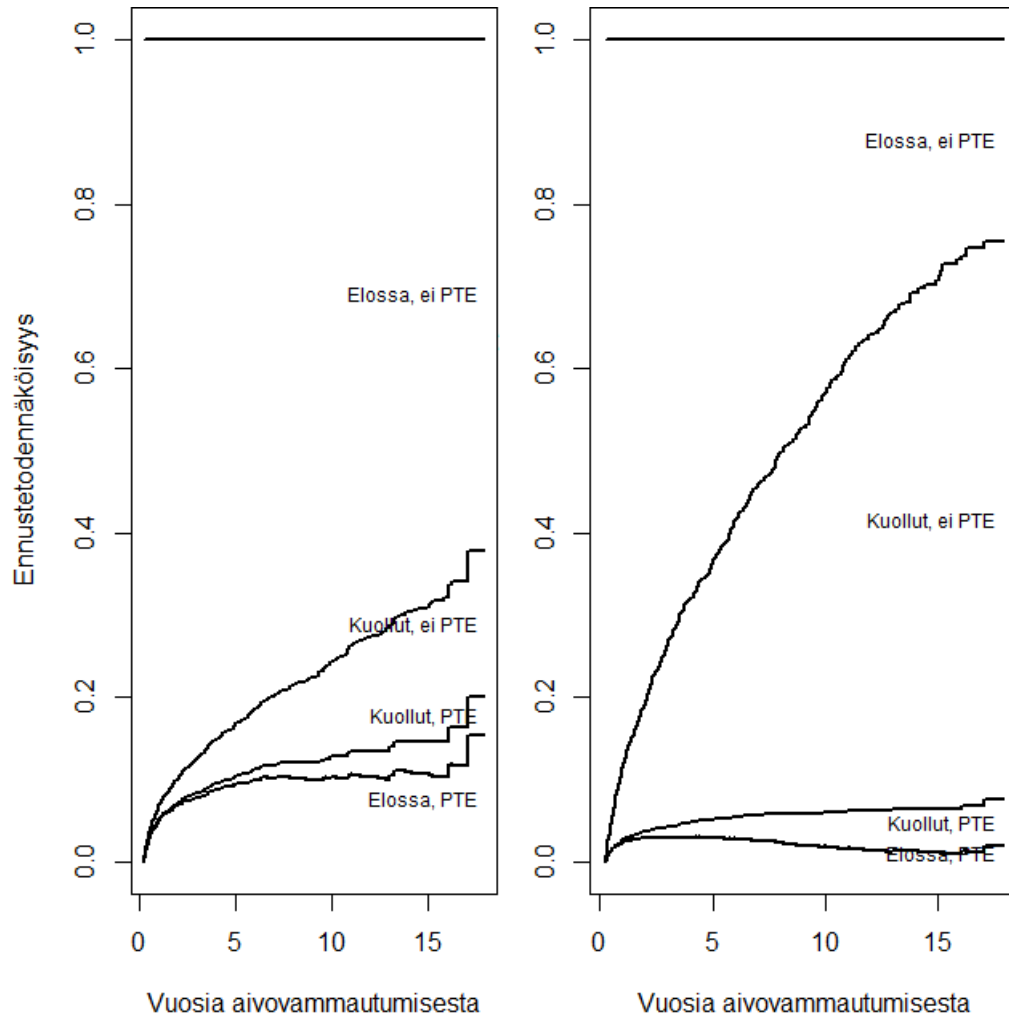 Ennustetodennäköisyys
1.0
0.8
0.6
0.4
0.2
0.0
Elossa, ei PTE
Kuollut, ei PTE
Kuollut, PTE
Elossa, PTE
0 5 10 15
Vuosia aivovammautumisesta
1.0
0.8
0.6
0.4
0.2
0.0
Elossa, ei PTE
Kuollut, ei PTE
Kuollut, PTE
Elossa, PTE
0 5 10 15
Vuosia aivovammautumisesta